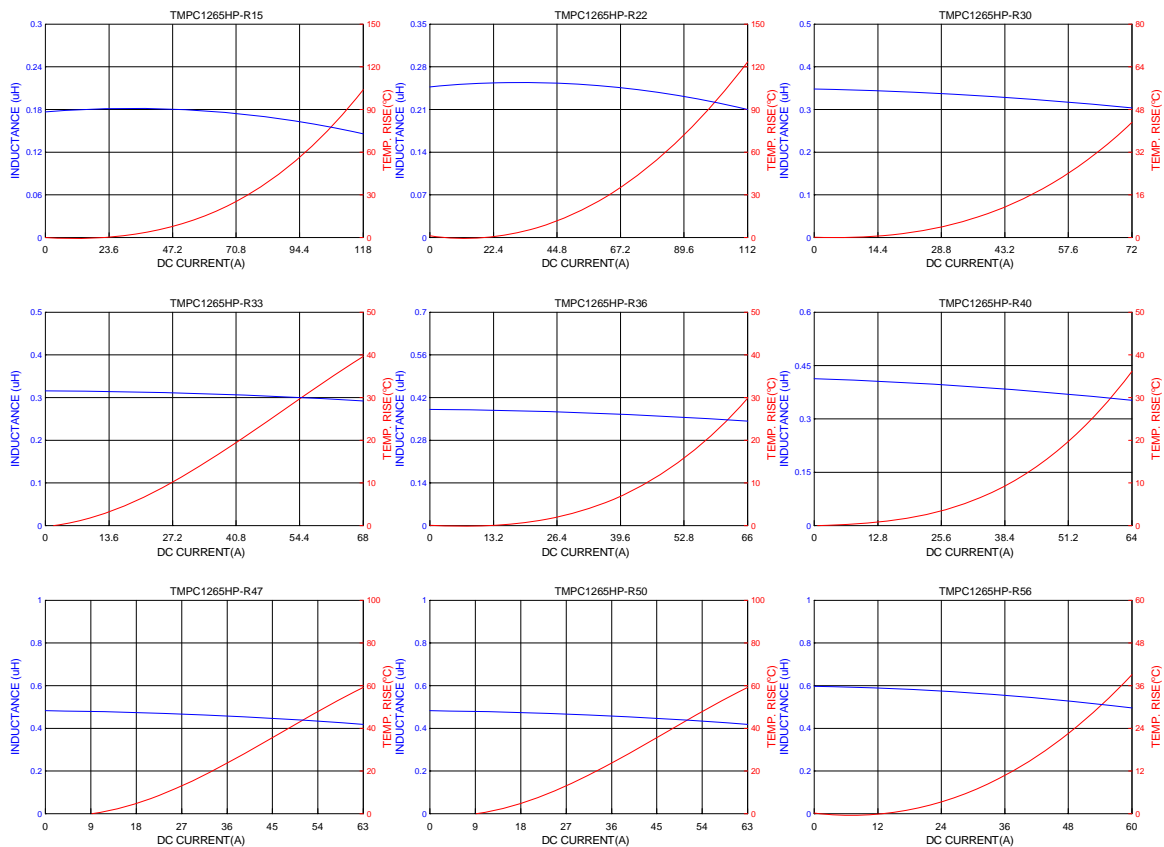 TMPC1265HP-R15 TMPC1265HP-R22 TMPC1265HP-R30
0.3 150 0.35 150 0.5 80
0.24 120 0.28 120 0.4 64
0.18 90 0.21 90 0.3 48
0.12 60 0.14 60 0.2 32
0.06 30 0.07 30 0.1 16
0 0 0 0 0 0
INDUCTANCE (uH) TEMP. RISE(°C) INDUCTANCE (uH) TEMP. RISE(°C) INDUCTANCE (uH) TEMP. RISE(°C)
0 23.6 47.2 70.8 94.4 118 0 22.4 44.8 67.2 89.6 112 0 14.4 28.8 43.2 57.6 72
DC CURRENT(A) DC CURRENT(A) DC CURRENT(A)
TMPC1265HP-R33 TMPC1265HP-R36 TMPC1265HP-R40
0.5 50 0.7 50 0.6 50
0.4 40 0.56 40 0.45 40
0.3 30 0.42 30 0.3 30
0.2 20 0.28 20 0.15 20
0.1 10 0.14 10 10
0 0 0 0 0 0
INDUCTANCE (uH) TEMP. RISE(°C) INDUCTANCE (uH) TEMP. RISE(°C) INDUCTANCE (uH) TEMP. RISE(°C)
0 13.6 27.2 40.8 54.4 68 0 13.2 26.4 39.6 52.8 66 0 12.8 25.6 38.4 51.2 64
DC CURRENT(A) DC CURRENT(A) DC CURRENT(A)
TMPC1265HP-R47 TMPC1265HP-R50 TMPC1265HP-R56
1 100 1 100 1 60
0.8 80 0.8 80 0.8 48
0.6 60 0.6 60 0.6 36
0.4 40 0.4 40 0.4 24
0.2 20 0.2 20 0.2 12
0 0 0 0 0 0
INDUCTANCE (uH) TEMP. RISE(°C) INDUCTANCE (uH) TEMP. RISE(°C) INDUCTANCE (uH) TEMP. RISE(°C)
0 9 18 27 36 45 54 63 0 9 18 27 36 45 54 63 0 12 24 36 48 60
DC CURRENT(A) DC CURRENT(A) DC CURRENT(A)